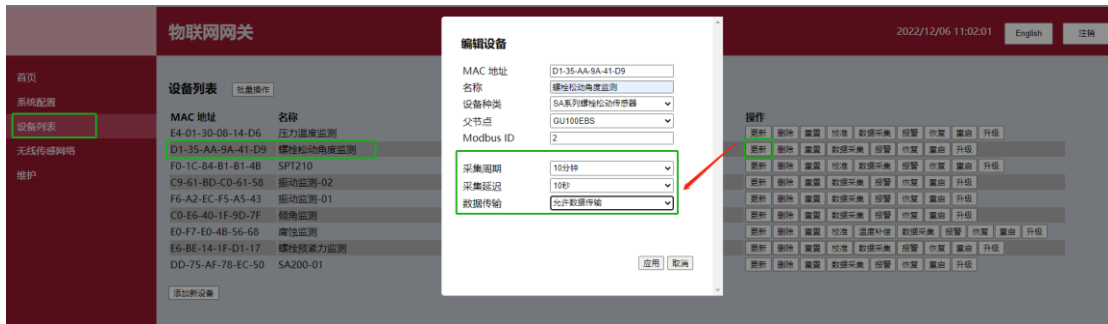 物联网网关
2022/12/06 11:02:01 English 注销
首页
系统配置
设备列表
无线传感网络
维护
设备列表 批量操作
MAC 地址 名称 操作
E4-01-30-08-14-D6 压力温度监测 更新 删除 重置 校准 数据采集 报警 恢复 重启 升级
D1-35-AA-9A-41-D9 螺栓松动角度监测 更新 删除 重置 数据采集 报警 恢复 重启 升级
F0-1C-84-B1-B1-4B SPT210 更新 删除 重置 校准 数据采集 报警 恢复 重启 升级
C9-61-BD-C0-61-58 振动监测-02 更新 删除 重置 数据采集 报警 恢复 重启 升级
F6-A2-EC-F5-A5-43 振动监测-01 更新 删除 重置 数据采集 报警 恢复 重启 升级
C0-E6-40-1F-9D-7F 倾角监测 更新 删除 重置 数据采集 报警 恢复 重启 升级
E0-F7-E0-4B-56-68 腐蚀监测 更新 删除 重置 校准 温度补偿 数据采集 报警 恢复 重启 升级
E6-BE-14-1F-D1-17 螺栓预紧力监测 更新 删除 重置 校准 数据采集 报警 恢复 重启 升级
DD-75-AF-78-EC-50 SA200-01 更新 删除 重置 数据采集 报警 恢复 重启 升级
添加新设备
编辑设备
MAC 地址 D1-35-AA-9A-41-D9
名称 螺栓松动角度监测
设备种类 SA系列螺栓松动传感器
父节点 GU100EBS
Modbus ID 2
采集周期 10分钟
采集延迟 10秒
数据传输 允许数据传输
应用 取消